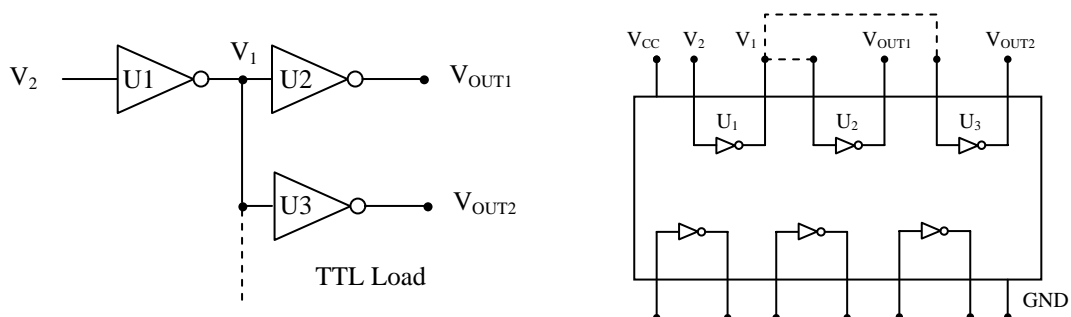 V2
U1
V1
U2
VOUT1
U3
VOUT2
TTL Load
VCC V2 V1 VOUT1 VOUT2
U1 U2 U3
GND